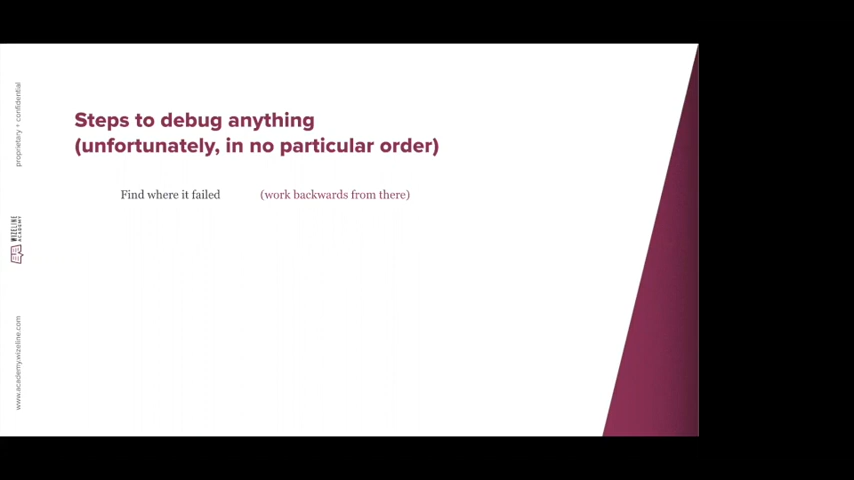 Steps to debug anything
(unfortunately, in no particular order)
Find where it failed (work backwards from there)
proprietary + confidential
WIZELINE
ACADEMY
www.academy.wizeline.com